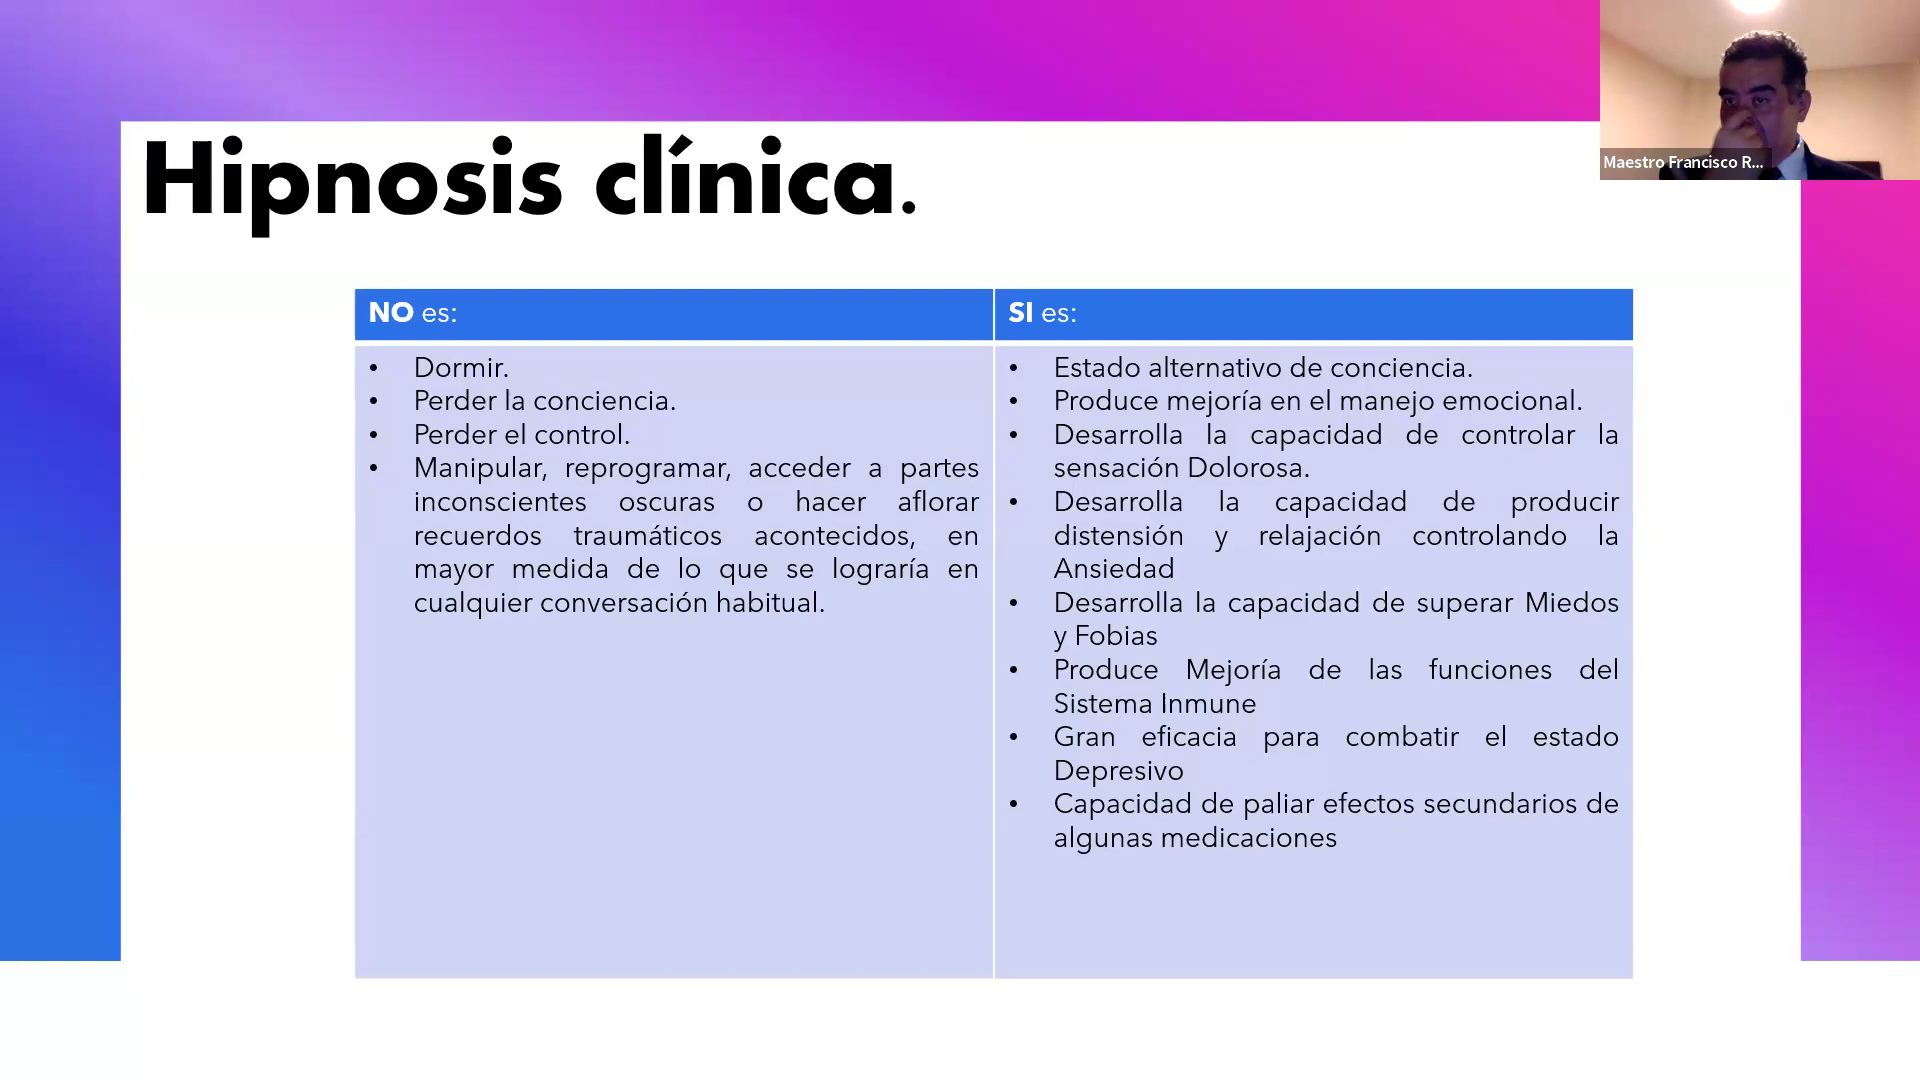 Hipnosis clínica.
Maestro Francisco R...
NO es:
• Dormir.
• Perder la conciencia.
• Perder el control.
• Manipular, reprogramar, acceder a partes
inconscientes oscuras o hacer aflorar
recuerdos traumáticos acontecidos, en
mayor medida de lo que se lograría en
cualquier conversación habitual.
SI es:
• Estado alternativo de conciencia.
• Produce mejoría en el manejo emocional.
• Desarrolla la capacidad de controlar la
sensación Dolorosa.
• Desarrolla la capacidad de producir
distensión y relajación controlando la
Ansiedad
• Desarrolla la capacidad de superar Miedos
y Fobias
• Produce Mejoría de las funciones del
Sistema Inmune
• Gran eficacia para combatir el estado
Depresivo
• Capacidad de paliar efectos secundarios de
algunas medicaciones